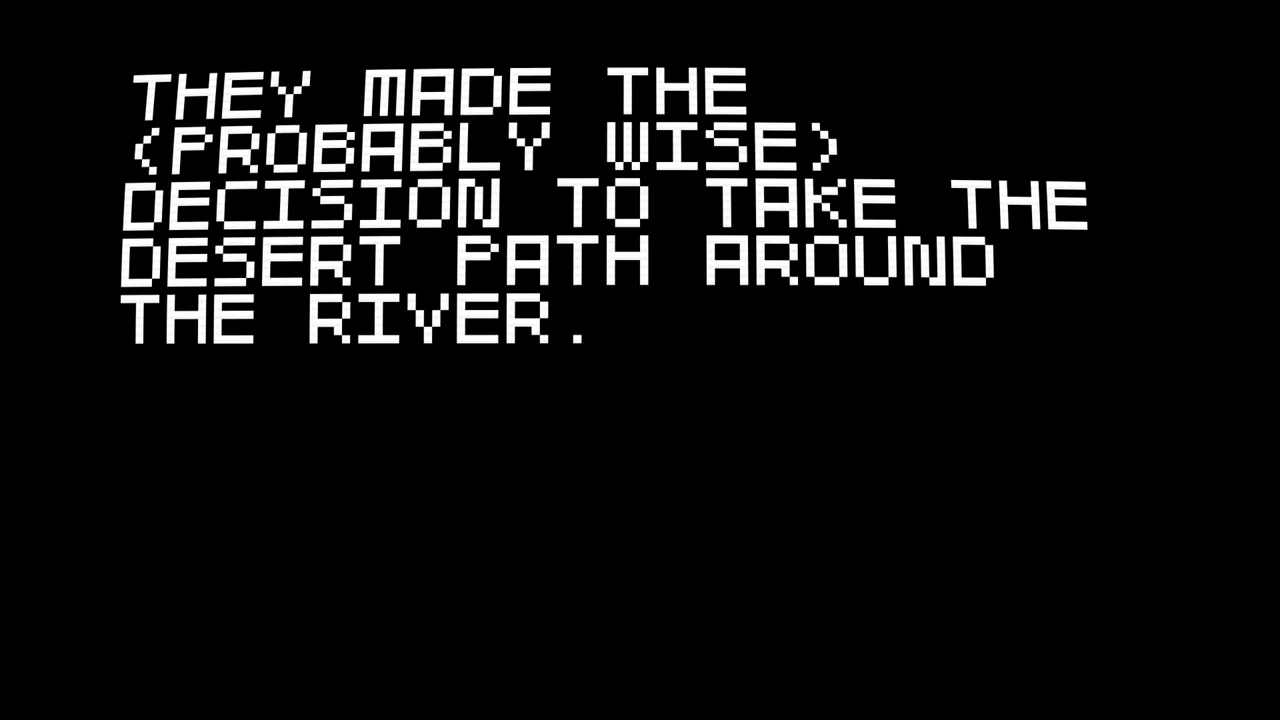 THEY MADE THE
(PROBABLY WISE)
DECISION TO TAKE THE
DESERT PATH AROUND
THE RIVER.